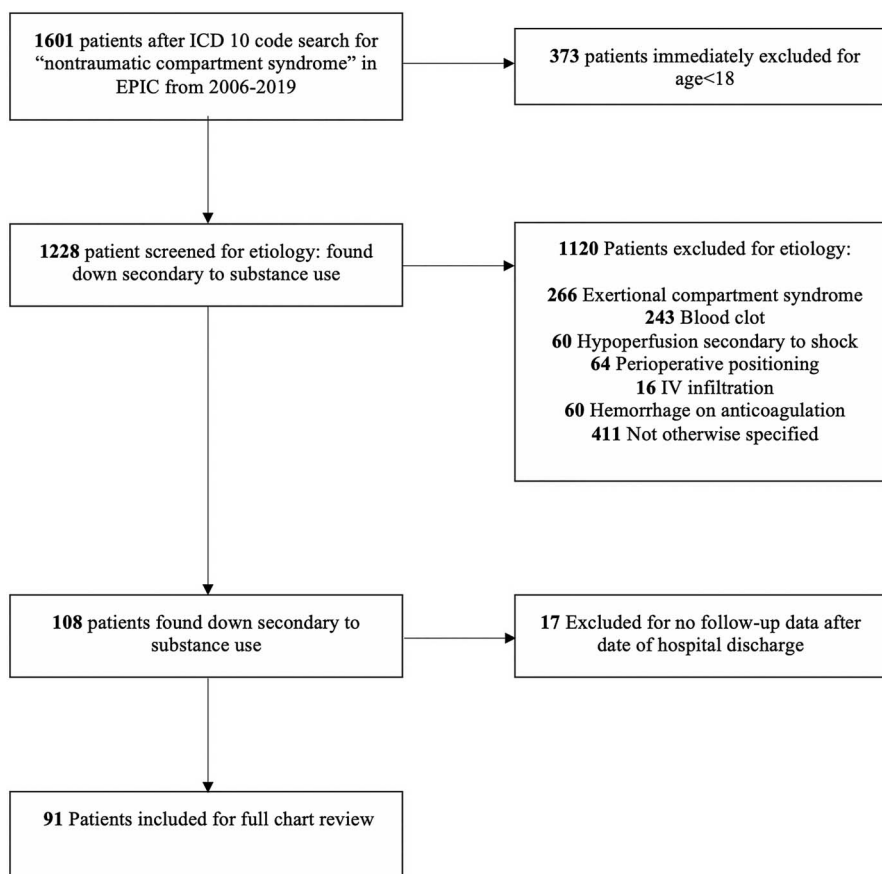 1601 patients after ICD 10 code search for
“nontraumatic compartment syndrome” in
EPIC from 2006-2019
373 patients immediately excluded for
age<18
1228 patient screened for etiology: found
down secondary to substance use
1120 Patients excluded for etiology:
266 Exertional compartment syndrome
243 Blood clot
60 Hypoperfusion secondary to shock
64 Perioperative positioning
16 IV infiltration
60 Hemorrhage on anticoagulation
411 Not otherwise specified
108 patients found down secondary to
substance use
17 Excluded for no follow-up data after
date of hospital discharge
91 Patients included for full chart review